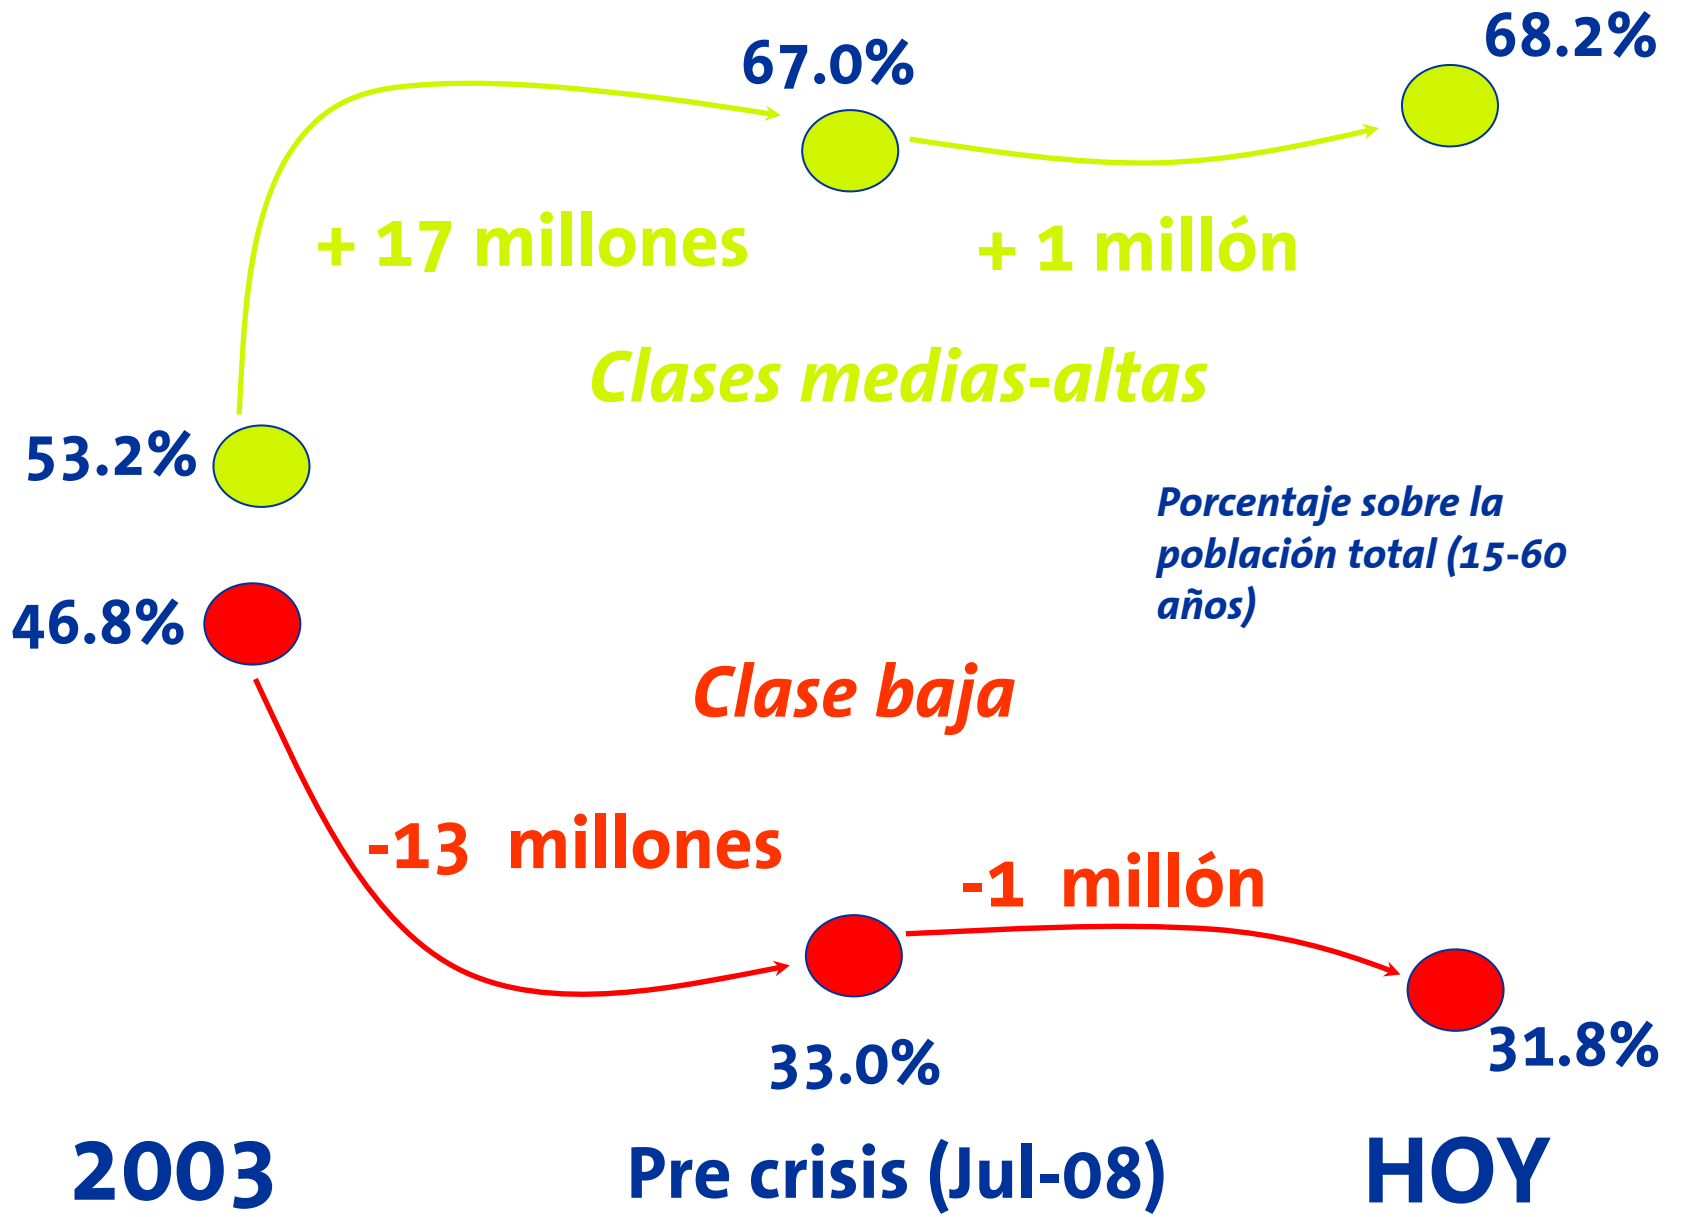 68.2%
67.0%
+ 17 millones
+ 1 millón
Clases medias-altas
53.2%
Porcentaje sobre la
población total (15-60
años)
46.8%
Clase baja
-13 millones
-1 millón
31.8%
33.0%
2003
Pre crisis (Jul-08)
HOY